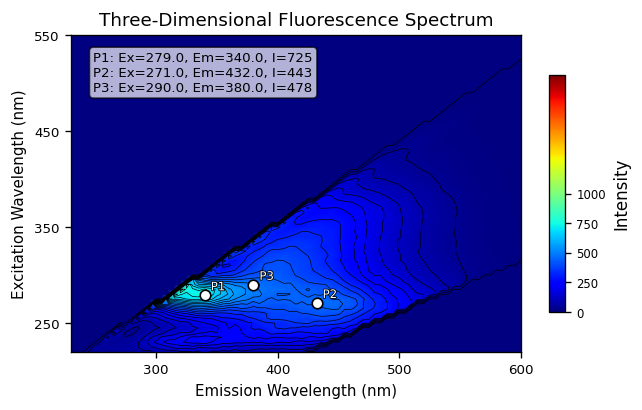 Three-Dimensional Fluorescence Spectrum
P1: Ex=279.0, Em=340.0, I=725
P2: Ex=271.0, Em=432.0, I=443
P3: Ex=290.0, Em=380.0, I=478
550
450
350
250
Excitation Wavelength (nm)
P1
P3
P2
300
400
500
600
Emission Wavelength (nm)
1000
750
500
250
0
Intensity